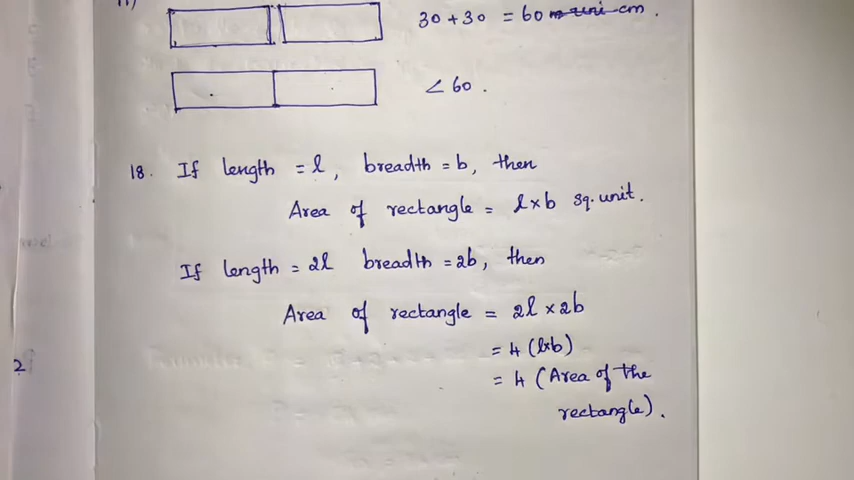 30 + 30 = 60 cm.
< 60.
18. If length = l, breadth = b, then
Area of rectangle = l×b sq.unit.
If length = 2l breadth = 2b, then
Area of rectangle = 2l × 2b
= 4 (l×b)
= 4 (Area of the
rectangle).
2